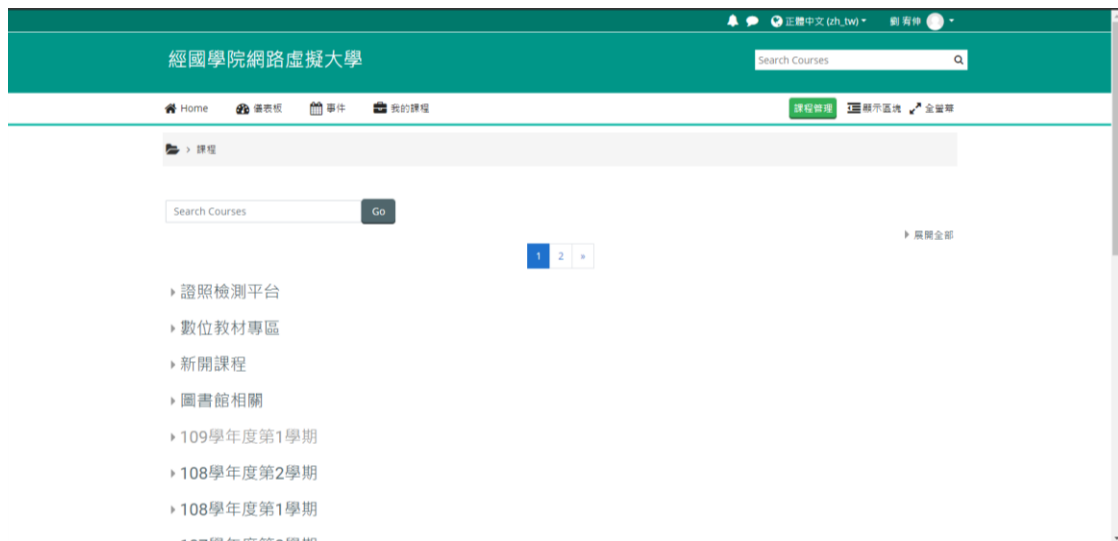 正體中文 (zh_tw) 劉 宥伸
經國學院網路虛擬大學
Search Courses
Home 儀表板 事件 我的課程 課程管理 顯示區塊 全螢幕
> 課程
Search Courses Go
展開全部
1 2 »
證照檢測平台
數位教材專區
新開課程
圖書館相關
109學年度第1學期
108學年度第2學期
108學年度第1學期